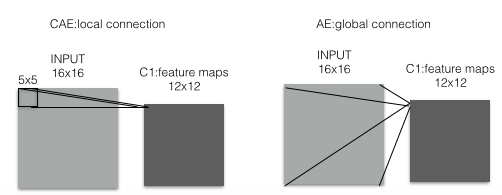 CAE:local connection
INPUT
16x16
5x5
C1:feature maps
12x12
AE:global connection
INPUT
16x16
C1:feature maps
12x12